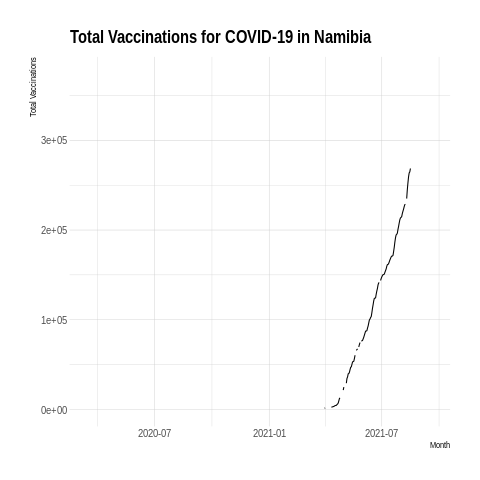 Total Vaccinations for COVID-19 in Namibia
Total Vaccinations
3e+05
2e+05
1e+05
0e+00
2020-07 2021-01 2021-07
Month